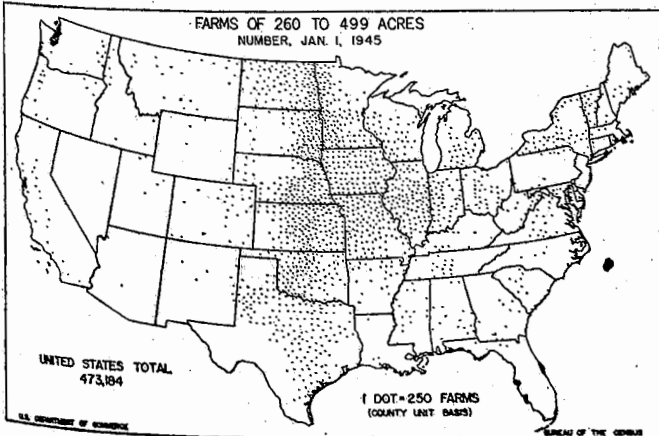 FARMS OF 260 TO 499 ACRES
NUMBER, JAN. 1, 1945
UNITED STATES TOTAL
473,184
1 DOT = 250 FARMS
(COUNTY UNIT BASIS)
U.S. DEPARTMENT OF COMMERCE
BUREAU OF THE CENSUS